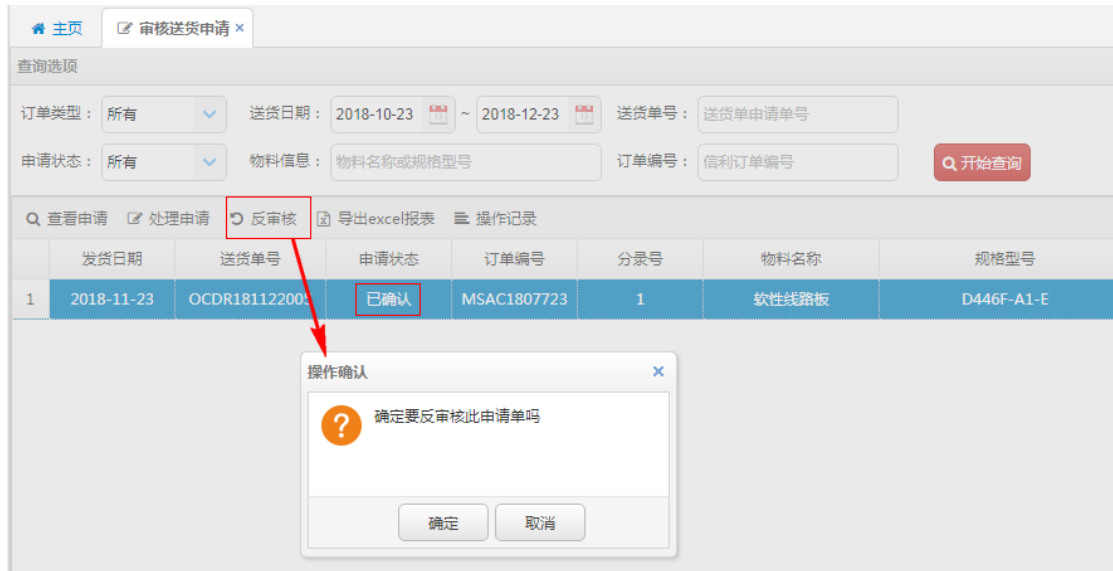 主页 审核送货申请 ×
查询选项
订单类型： 所有 送货日期： 2018-10-23 ~ 2018-12-23 送货单号： 送货单申请单号
申请状态： 所有 物料信息： 物料名称或规格型号 订单编号： 信利订单编号 开始查询
查看申请 处理申请 反审核 导出excel报表 操作记录
发货日期 送货单号 申请状态 订单编号 分录号 物料名称 规格型号
1 2018-11-23 OCDR181122005 已确认 MSAC1807723 1 软性线路板 D446F-A1-E
操作确认 ×
确定要反审核此申请单吗
确定 取消